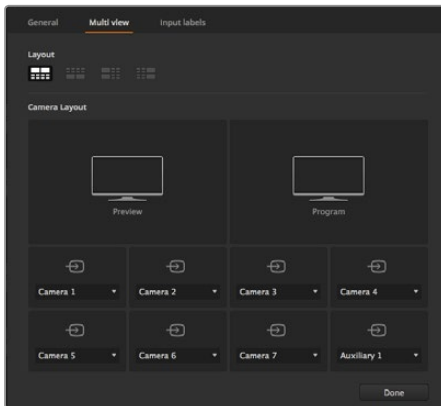 General Multi view Input labels
Layout
Camera Layout
Preview Program
Camera 1 Camera 2 Camera 3 Camera 4
Camera 5 Camera 6 Camera 7 Auxiliary 1
Done